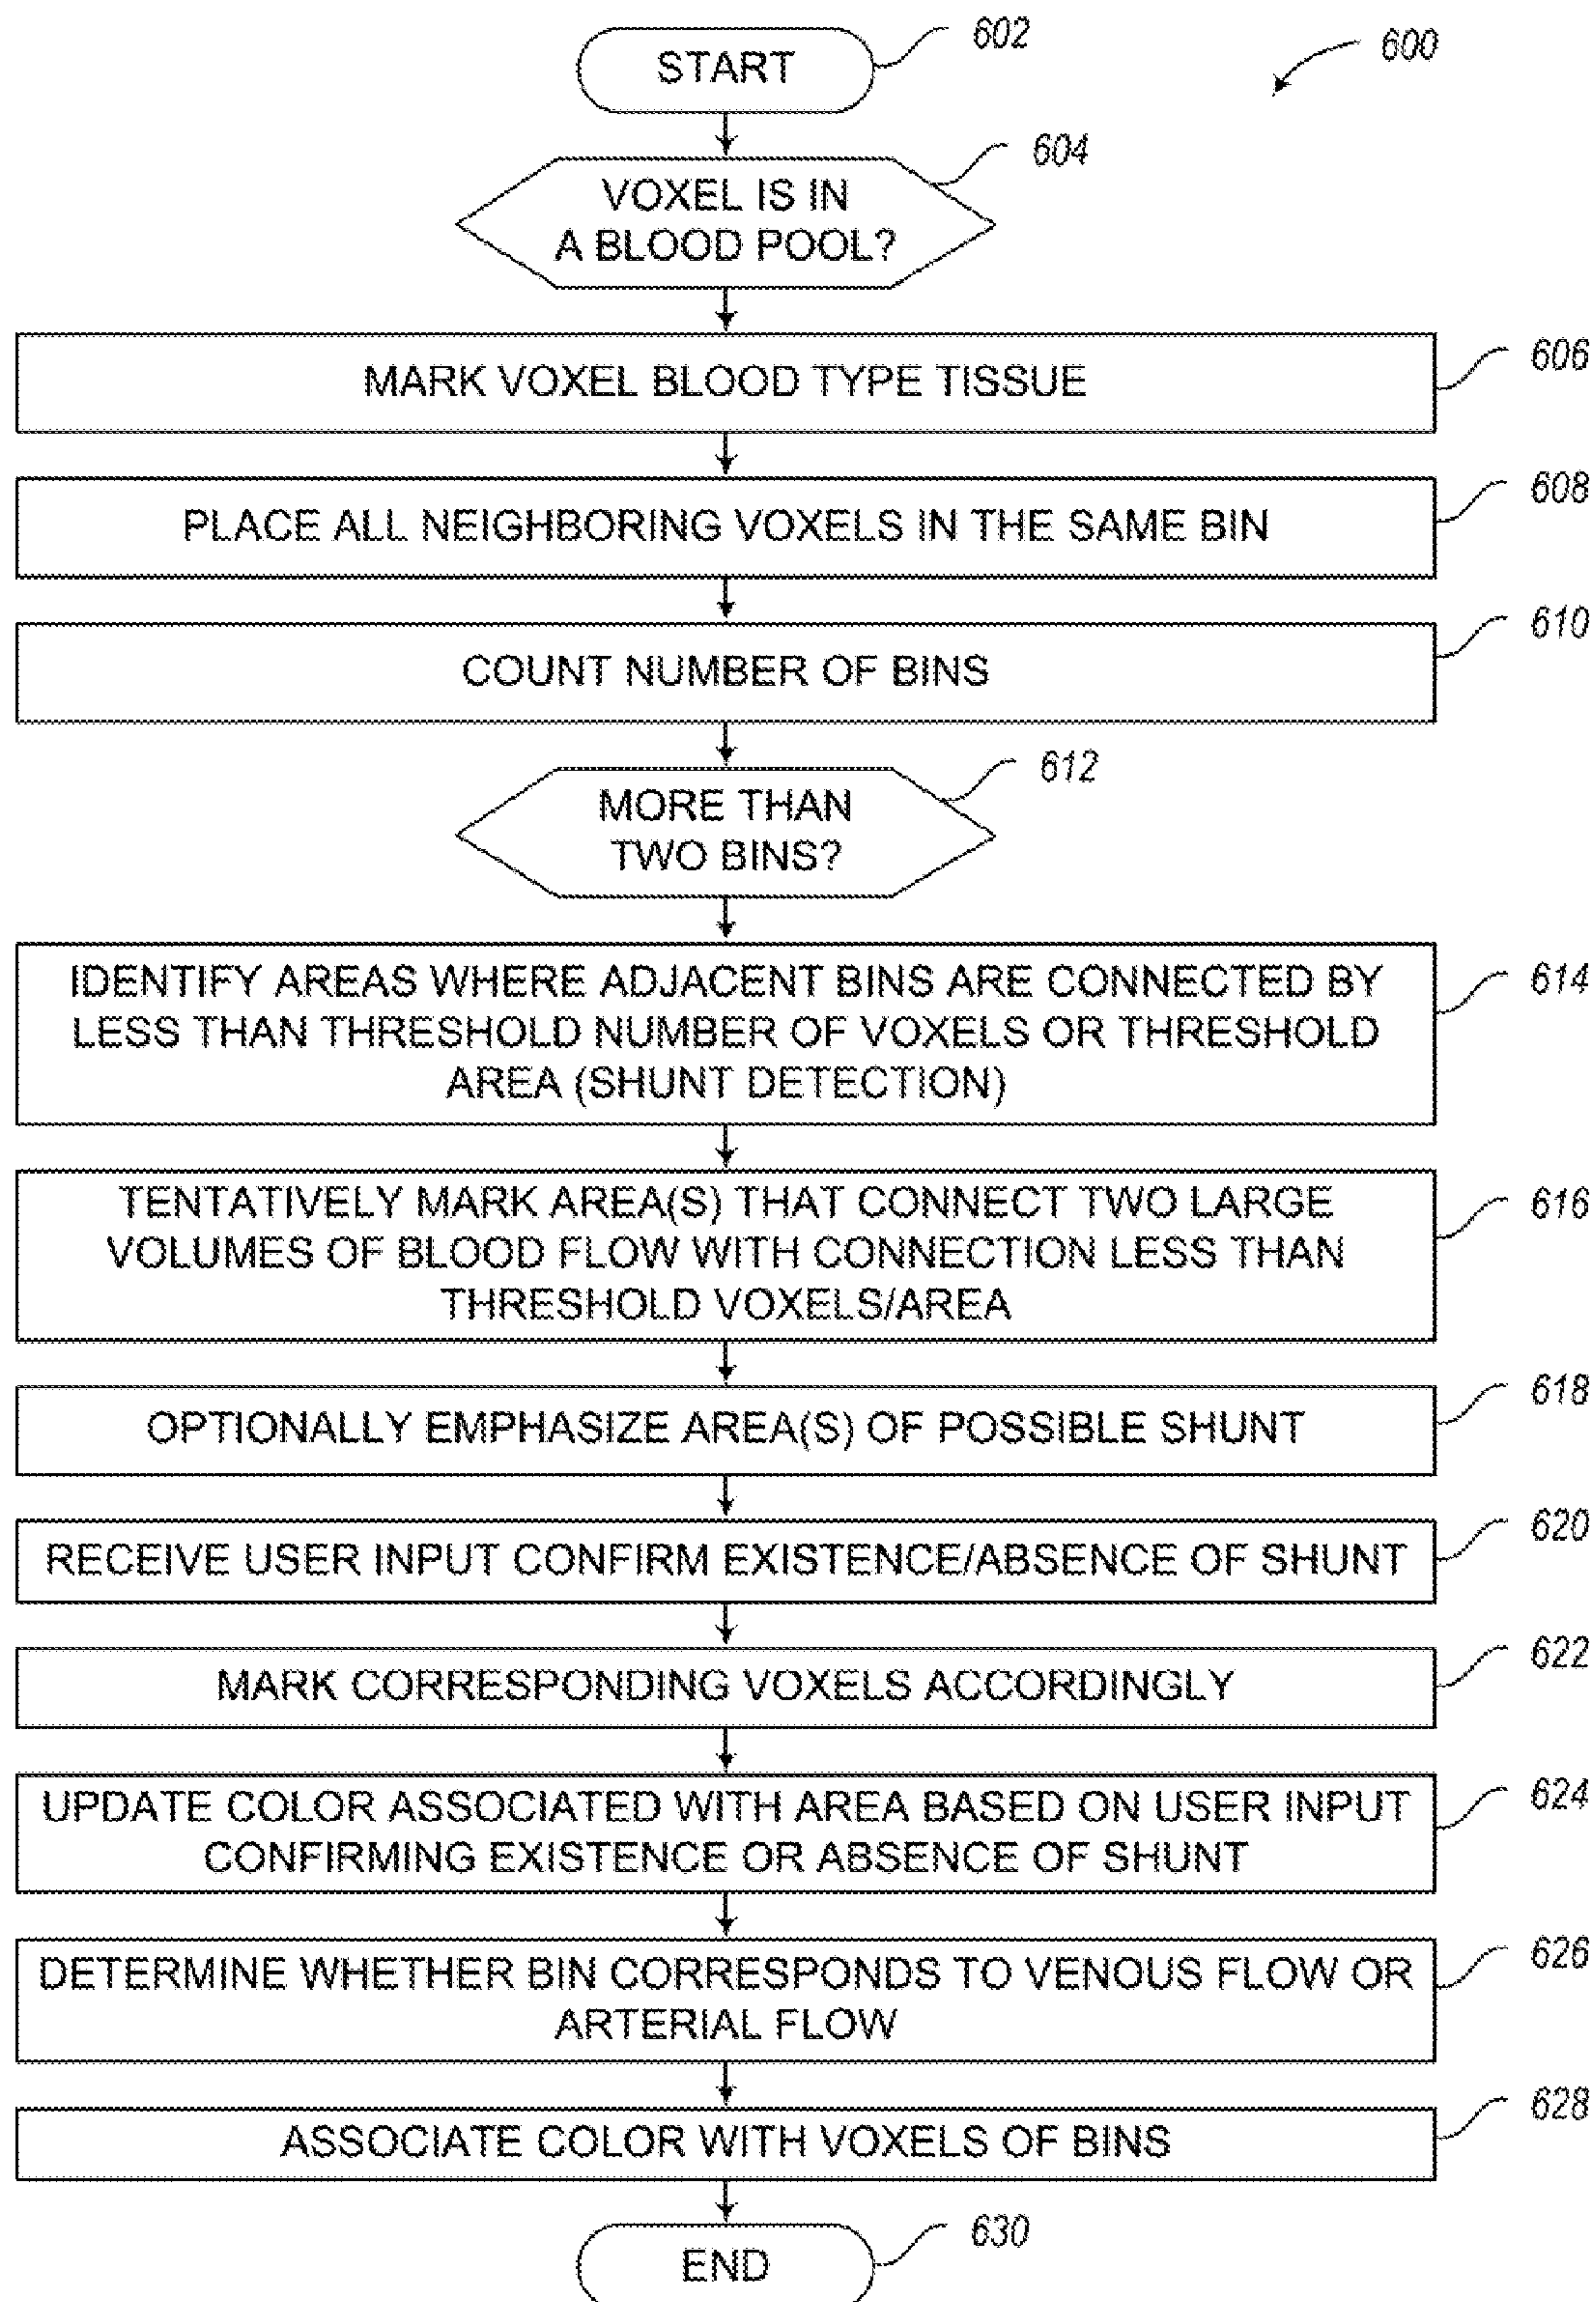 602
START
600
604
VOXEL IS IN
A BLOOD POOL?
606
MARK VOXEL BLOOD TYPE TISSUE
608
PLACE ALL NEIGHBORING VOXELS IN THE SAME BIN
610
COUNT NUMBER OF BINS
612
MORE THAN
TWO BINS?
IDENTIFY AREAS WHERE ADJACENT BINS ARE CONNECTED BY
614
LESS THAN THRESHOLD NUMBER OF VOXELS OR THRESHOLD
AREA (SHUNT DETECTION)
TENTATIVELY MARK AREA(S) THAT CONNECT TWO LARGE
616
VOLUMES OF BLOOD FLOW WITH CONNECTION LESS THAN
THRESHOLD VOXELS/AREA
618
OPTIONALLY EMPHASIZE AREA(S) OF POSSIBLE SHUNT
620
RECEIVE USER INPUT CONFIRM EXISTENCE/ABSENCE OF SHUNT
622
MARK CORRESPONDING VOXELS ACCORDINGLY
624
UPDATE COLOR ASSOCIATED WITH AREA BASED ON USER INPUT
CONFIRMING EXISTENCE OR ABSENCE OF SHUNT
626
DETERMINE WHETHER BIN CORRESPONDS TO VENOUS FLOW OR
ARTERIAL FLOW
628
ASSOCIATE COLOR WITH VOXELS OF BINS
630
END